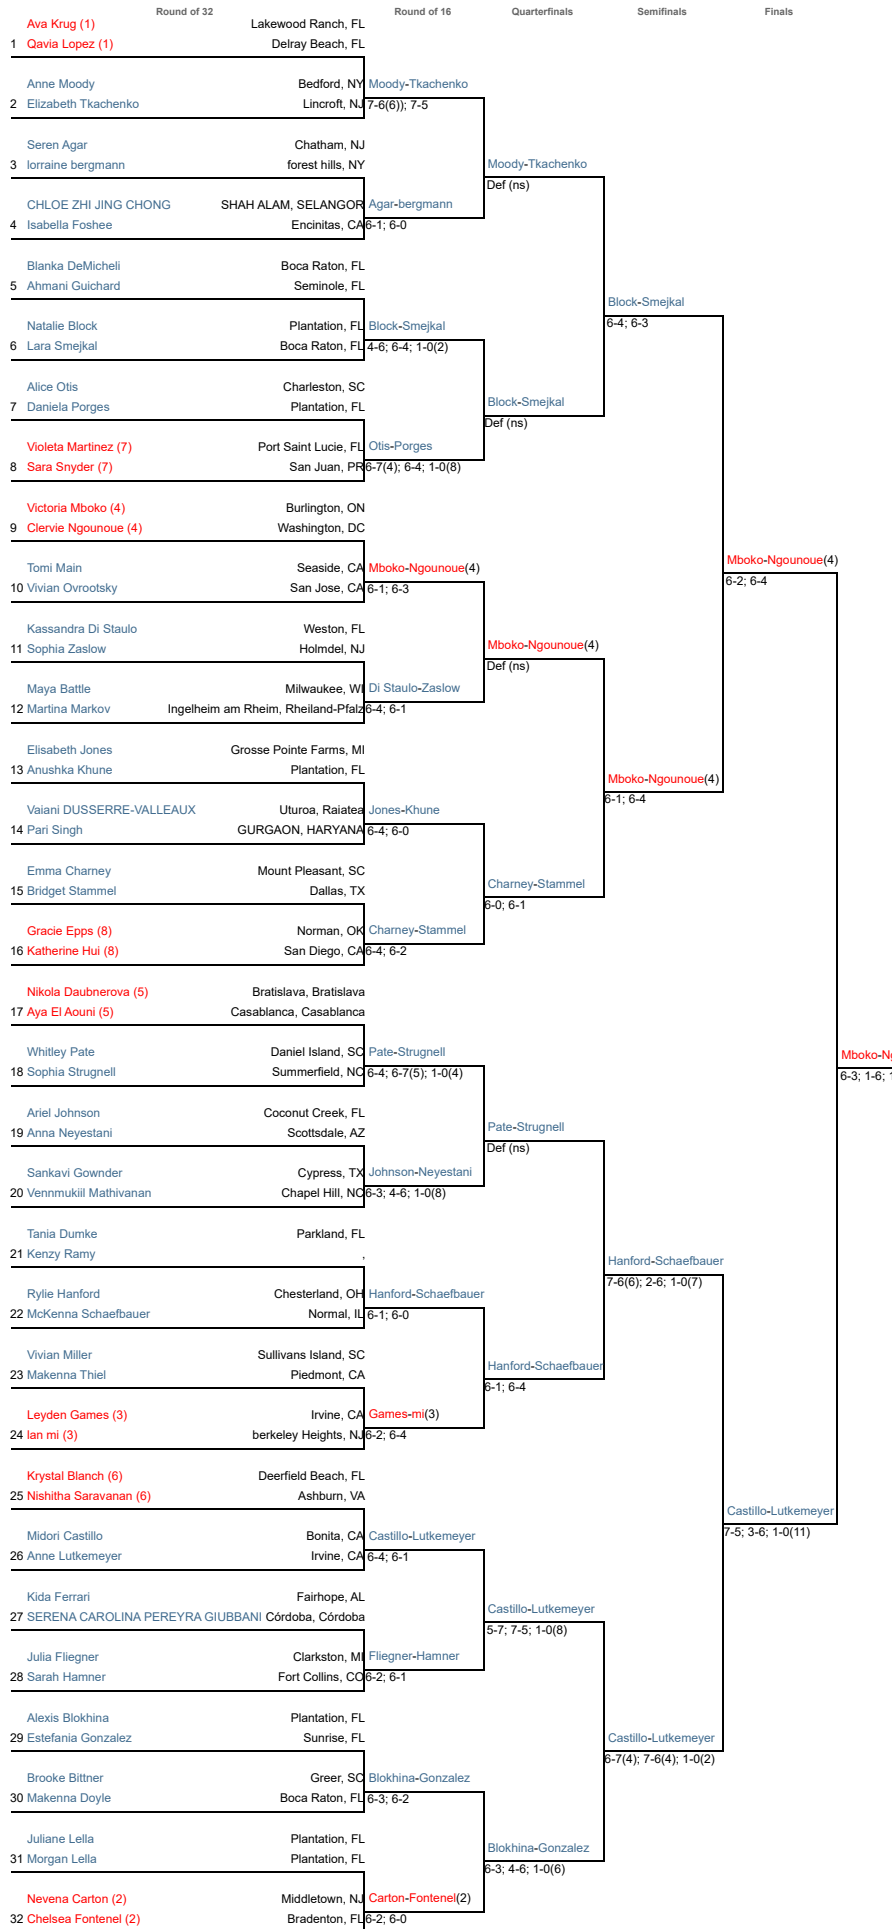 Round of 32 Round of 16 Quarterfinals Semifinals Finals
Ava Krug (1) Lakewood Ranch, FL
1 Qavia Lopez (1) Delray Beach, FL
Anne Moody Bedford, NY Moody-Tkachenko
2 Elizabeth Tkachenko Lincroft, NJ 7-6(6)); 7-5
Seren Agar Chatham, NJ
3 lorraine bergmann forest hills, NY Moody-Tkachenko
Def (ns)
CHLOE ZHI JING CHONG SHAH ALAM, SELANGOR Agar-bergmann
4 Isabella Foshee Encinitas, CA 6-1; 6-0
Blanka DeMicheli Boca Raton, FL
5 Ahmani Guichard Seminole, FL
Block-Smejkal
6-4; 6-3
Natalie Block Plantation, FL Block-Smejkal
6 Lara Smejkal Boca Raton, FL 4-6; 6-4; 1-0(2)
Alice Otis Charleston, SC
7 Daniela Porges Plantation, FL Block-Smejkal
Def (ns)
Violeta Martinez (7) Port Saint Lucie, FL Otis-Porges
8 Sara Snyder (7) San Juan, PR 6-7(4); 6-4; 1-0(8)
Victoria Mboko (4) Burlington, ON
9 Clervie Ngounoue (4) Washington, DC
Mboko-Ngounoue(4)
Tomi Main Seaside, CA Mboko-Ngounoue(4)
6-2; 6-4
10 Vivian Ovrootsky San Jose, CA 6-1; 6-3
Kassandra Di Staulo Weston, FL
11 Sophia Zaslow Holmdel, NJ Mboko-Ngounoue(4)
Def (ns)
Maya Battle Milwaukee, WI Di Staulo-Zaslow
12 Martina Markov Ingelheim am Rheim, Rheiland-Pfalz 6-4; 6-1
Elisabeth Jones Grosse Pointe Farms, MI
13 Anushka Khune Plantation, FL
Mboko-Ngounoue(4)
6-1; 6-4
Vaiani DUSSERRE-VALLEAUX Uturoa, Raiatea Jones-Khune
14 Pari Singh GURGAON, HARYANA 6-4; 6-0
Emma Charney Mount Pleasant, SC
15 Bridget Stammel Dallas, TX Charney-Stammel
6-0; 6-1
Gracie Epps (8) Norman, OK Charney-Stammel
16 Katherine Hui (8) San Diego, CA 6-4; 6-2
Nikola Daubnerova (5) Bratislava, Bratislava
17 Aya El Aouni (5) Casablanca, Casablanca
Whitley Pate Daniel Island, SC Pate-Strugnell
Mboko-Ng
18 Sophia Strugnell Summerfield, NC 6-4; 6-7(5); 1-0(4)
6-3; 1-6; 1
Ariel Johnson Coconut Creek, FL
19 Anna Neyestani Scottsdale, AZ Pate-Strugnell
Def (ns)
Sankavi Gownder Cypress, TX Johnson-Neyestani
20 Vennmukiil Mathivanan Chapel Hill, NC 6-3; 4-6; 1-0(8)
Tania Dumke Parkland, FL
21 Kenzy Ramy ,
Hanford-Schaefbauer
7-6(6); 2-6; 1-0(7)
Rylie Hanford Chesterland, OH Hanford-Schaefbauer
22 McKenna Schaefbauer Normal, IL 6-1; 6-0
Vivian Miller Sullivans Island, SC
23 Makenna Thiel Piedmont, CA Hanford-Schaefbauer
6-1; 6-4
Leyden Games (3) Irvine, CA Games-mi(3)
24 lan mi (3) berkeley Heights, NJ 6-2; 6-4
Krystal Blanch (6) Deerfield Beach, FL
25 Nishitha Saravanan (6) Ashburn, VA
Castillo-Lutkemeyer
7-5; 3-6; 1-0(11)
Midori Castillo Bonita, CA Castillo-Lutkemeyer
26 Anne Lutkemeyer Irvine, CA 6-4; 6-1
Kida Ferrari Fairhope, AL
27 SERENA CAROLINA PEREYRA GIUBBANI Córdoba, Córdoba Castillo-Lutkemeyer
5-7; 7-5; 1-0(8)
Julia Fliegner Clarkston, MI Fliegner-Hamner
28 Sarah Hamner Fort Collins, CO 6-2; 6-1
Alexis Blokhina Plantation, FL
29 Estefania Gonzalez Sunrise, FL Castillo-Lutkemeyer
6-7(4); 7-6(4); 1-0(2)
Brooke Bittner Greer, SC Blokhina-Gonzalez
30 Makenna Doyle Boca Raton, FL 6-3; 6-2
Juliane Lella Plantation, FL
31 Morgan Lella Plantation, FL Blokhina-Gonzalez
6-3; 4-6; 1-0(6)
Nevena Carton (2) Middletown, NJ Carton-Fontenel(2)
32 Chelsea Fontenel (2) Bradenton, FL 6-2; 6-0